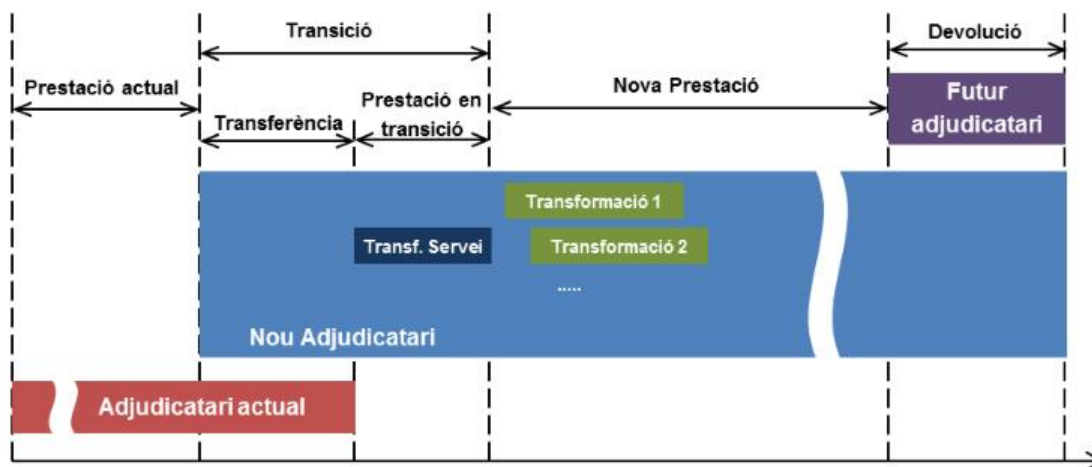 Transició
Devolució
Prestació actual
Nova Prestació
Prestació en
transició
Transferència
Futur
adjudicatari
Transformació 1
Transf. Servei
Transformació 2
.....
Nou Adjudicatari
Adjudicatari actual